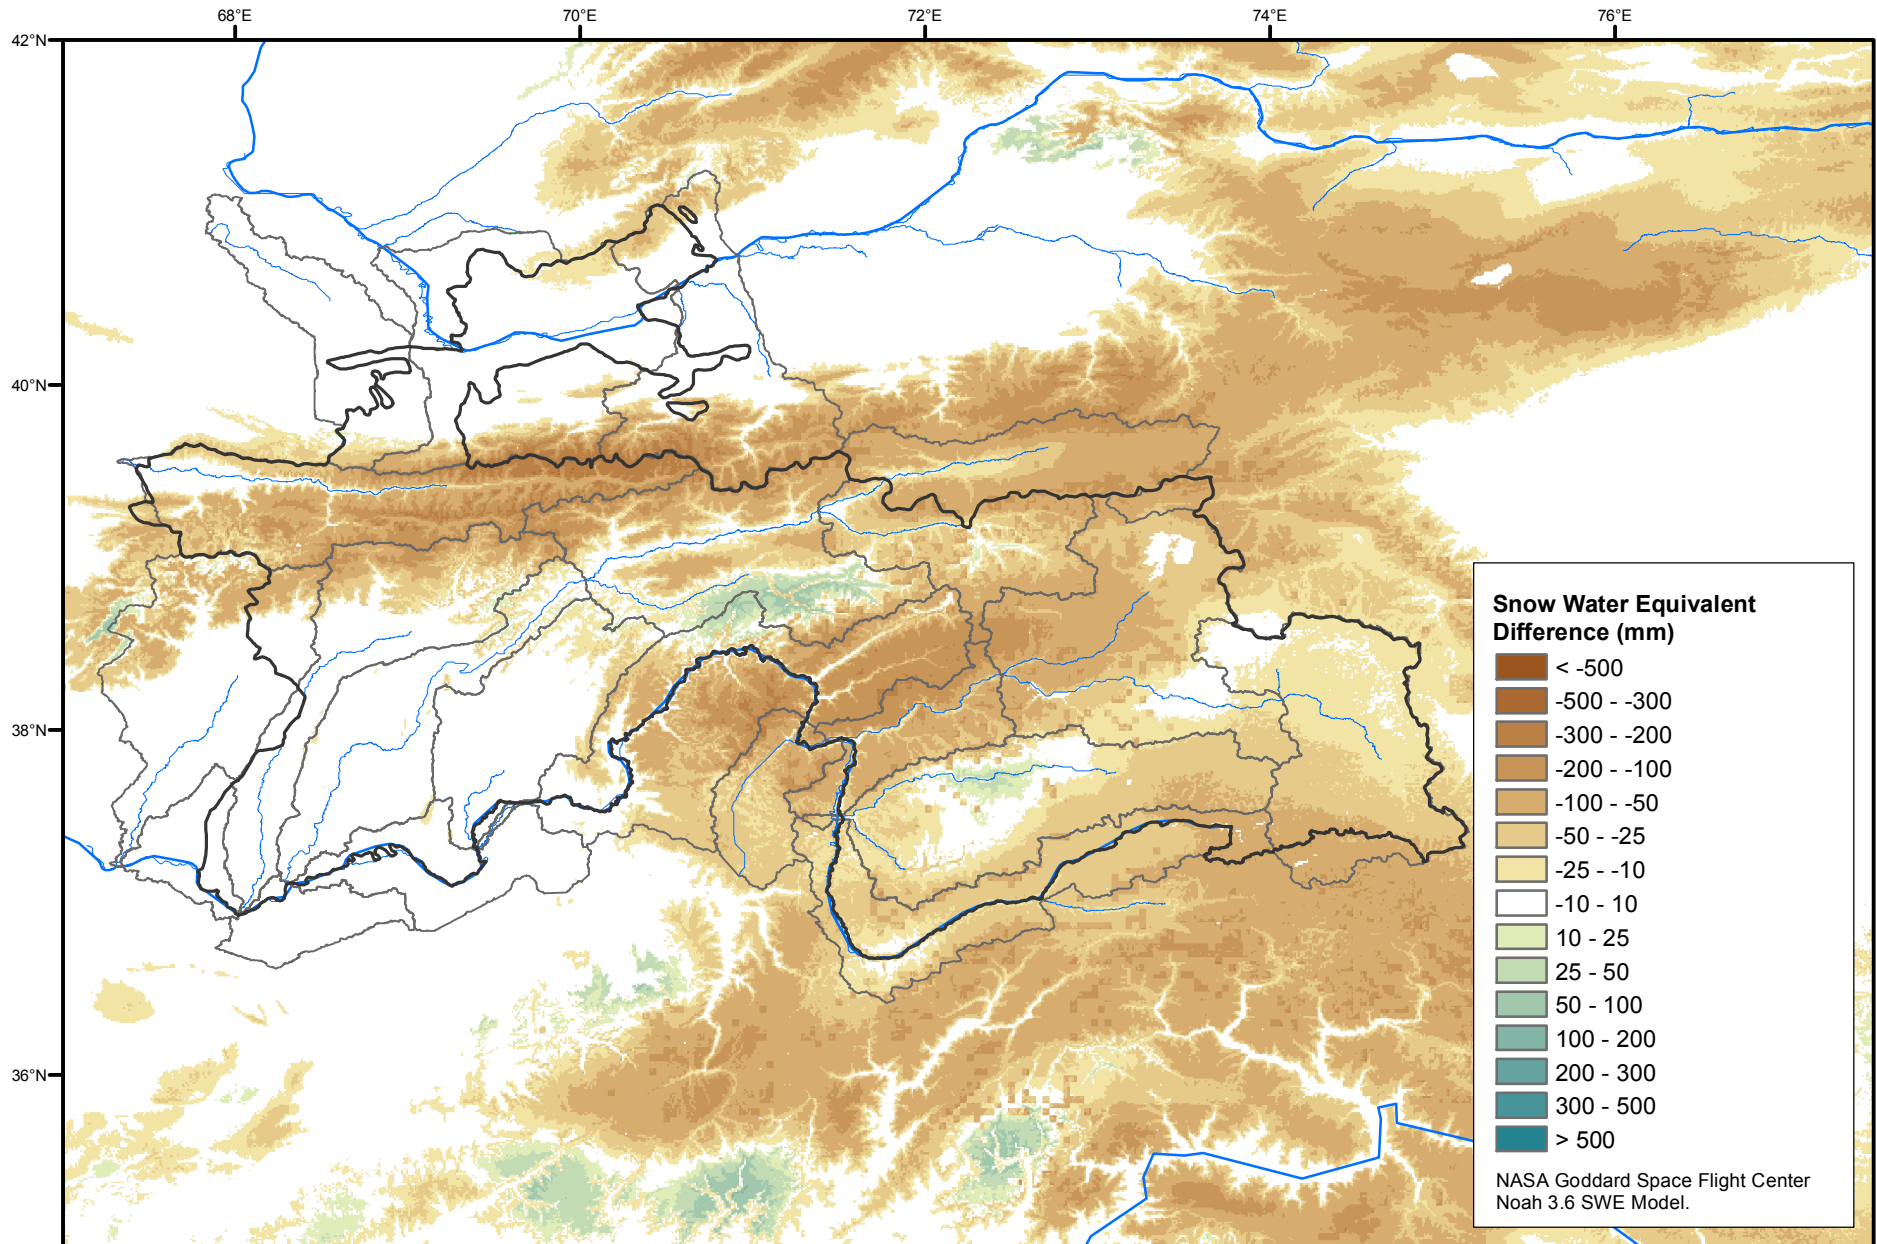 68°E
70°E
72°E
74°E
76°E
42°N
40°N
38°N
36°N
Snow Water Equivalent
Difference (mm)
< -500
-500 - -300
-300 - -200
-200 - -100
-100 - -50
-50 - -25
-25 - -10
-10 - 10
10 - 25
25 - 50
50 - 100
100 - 200
200 - 300
300 - 500
> 500
NASA Goddard Space Flight Center
Noah 3.6 SWE Model.